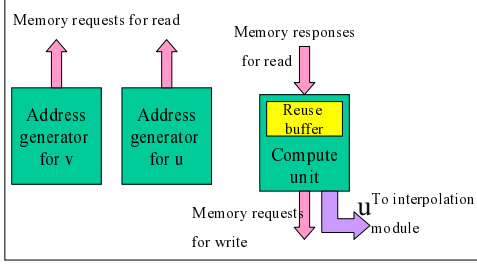 Memory requests for read
Memory responses
for read
Address
generator
for v
Address
generator
for u
Reuse
buffer
Compute
unit
Memory requests
for write
u
To interpolation
module